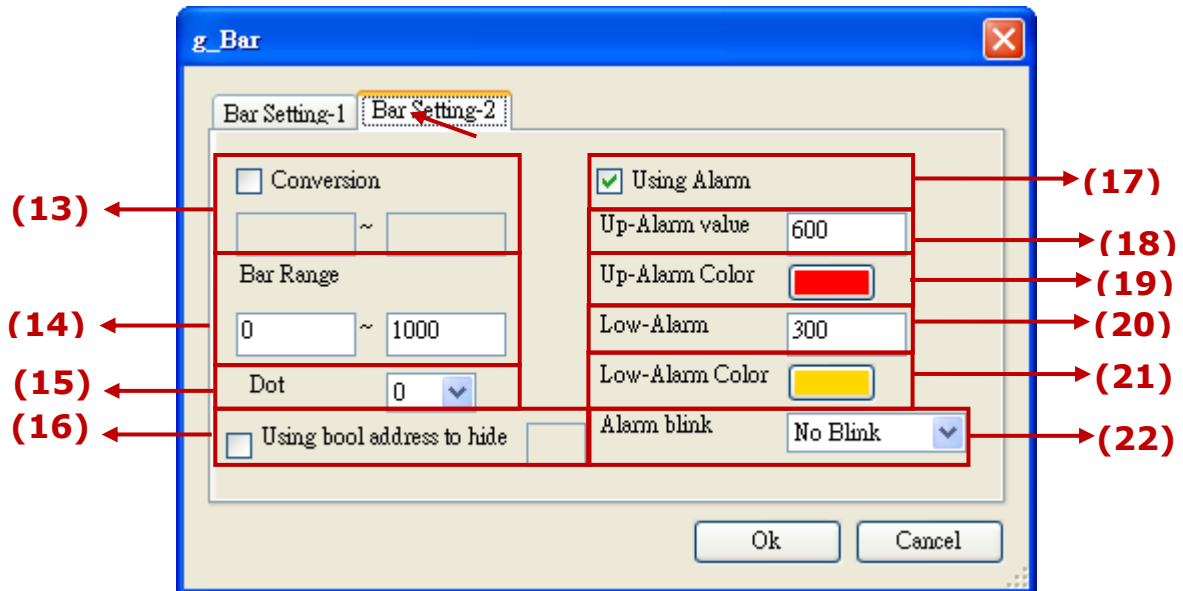 g_Bar
Bar Setting-1 Bar Setting-2
(13) Conversion Using Alarm (17)
~ Up-Alarm value 600 (18)
Bar Range Up-Alarm Color (19)
(14) 0 ~ 1000 Low-Alarm 300 (20)
(15) Dot 0 Low-Alarm Color (21)
(16) Using bool address to hide Alarm blink No Blink (22)
Ok Cancel